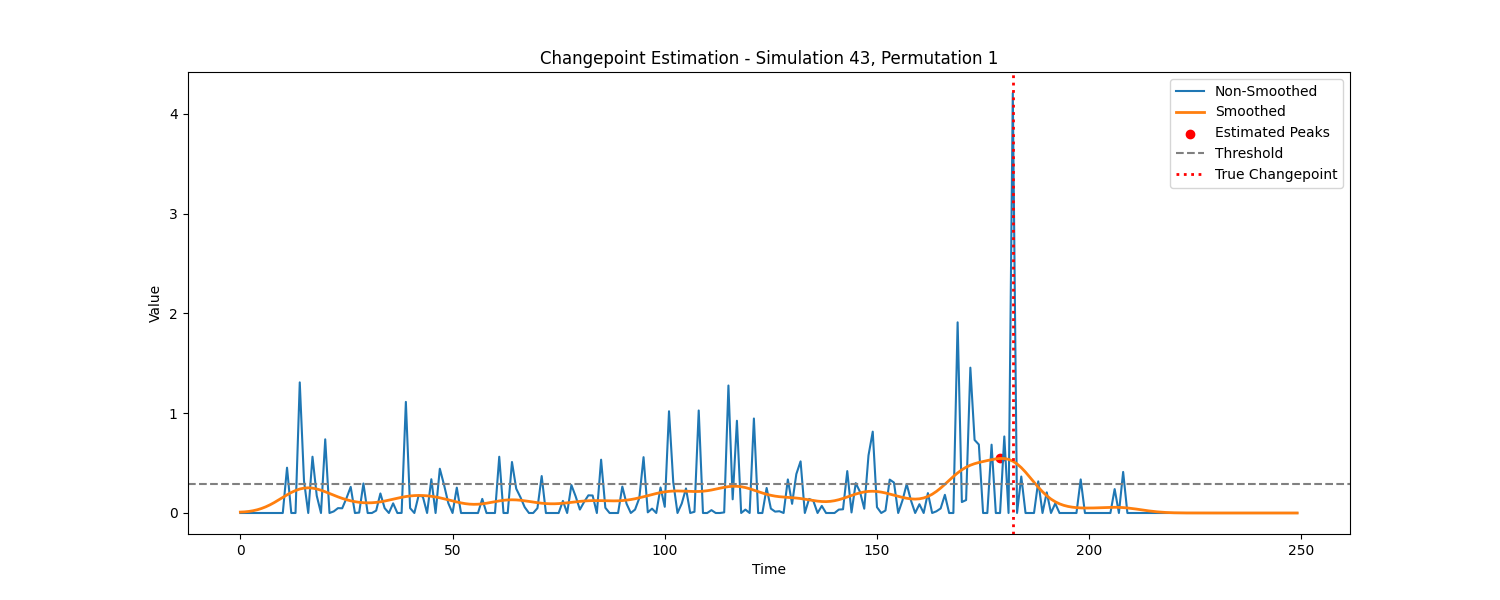 Changepoint Estimation - Simulation 43, Permutation 1
Non-Smoothed
Smoothed
Estimated Peaks
Threshold
True Changepoint
4
3
2
1
0
Value
0
50
100
150
200
250
Time